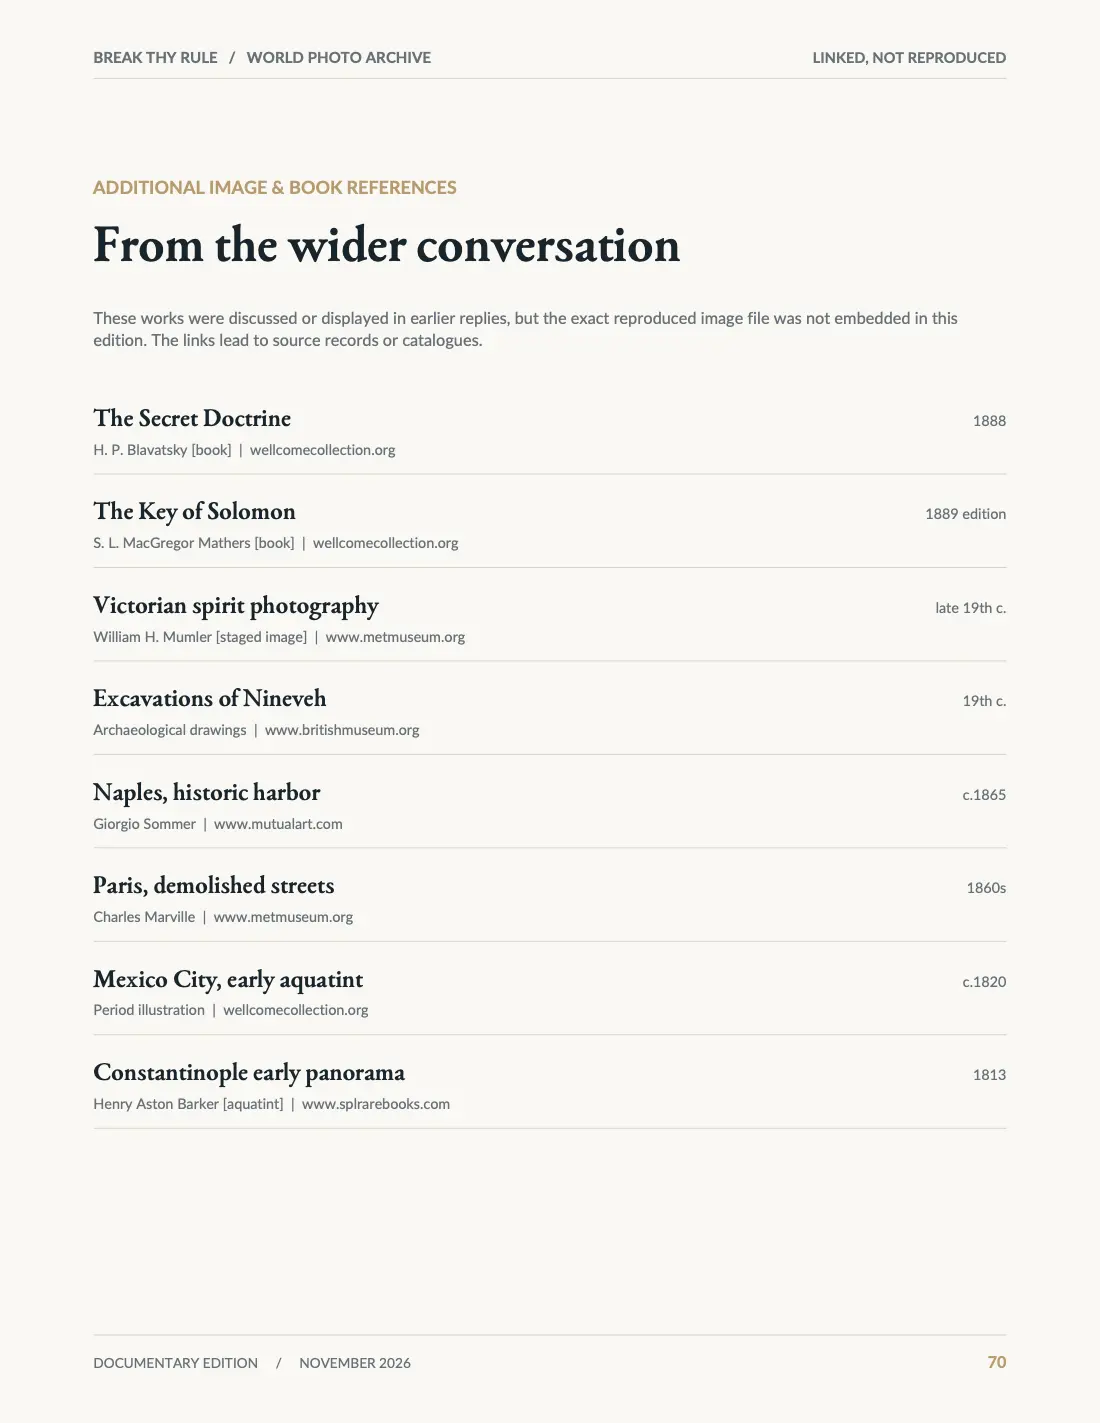 BREAK THY RULE / WORLD PHOTO ARCHIVE
LINKED, NOT REPRODUCED
ADDITIONAL IMAGE & BOOK REFERENCES
From the wider conversation
These works were discussed or displayed in earlier replies, but the exact reproduced image file was not embedded in this
edition. The links lead to source records or catalogues.
The Secret Doctrine
1888
H. P. Blavatsky [book] | wellcomecollection.org
The Key of Solomon
1889 edition
S. L. MacGregor Mathers [book] | wellcomecollection.org
Victorian spirit photography
late 19th c.
William H. Mumler [staged image] | www.metmuseum.org
Excavations of Nineveh
19th c.
Archaeological drawings | www.britishmuseum.org
Naples, historic harbor
c.1865
Giorgio Sommer | www.mutualart.com
Paris, demolished streets
1860s
Charles Marville | www.metmuseum.org
Mexico City, early aquatint
c.1820
Period illustration | wellcomecollection.org
Constantinople early panorama
1813
Henry Aston Barker [aquatint] | www.splrarebooks.com
DOCUMENTARY EDITION / NOVEMBER 2026
70